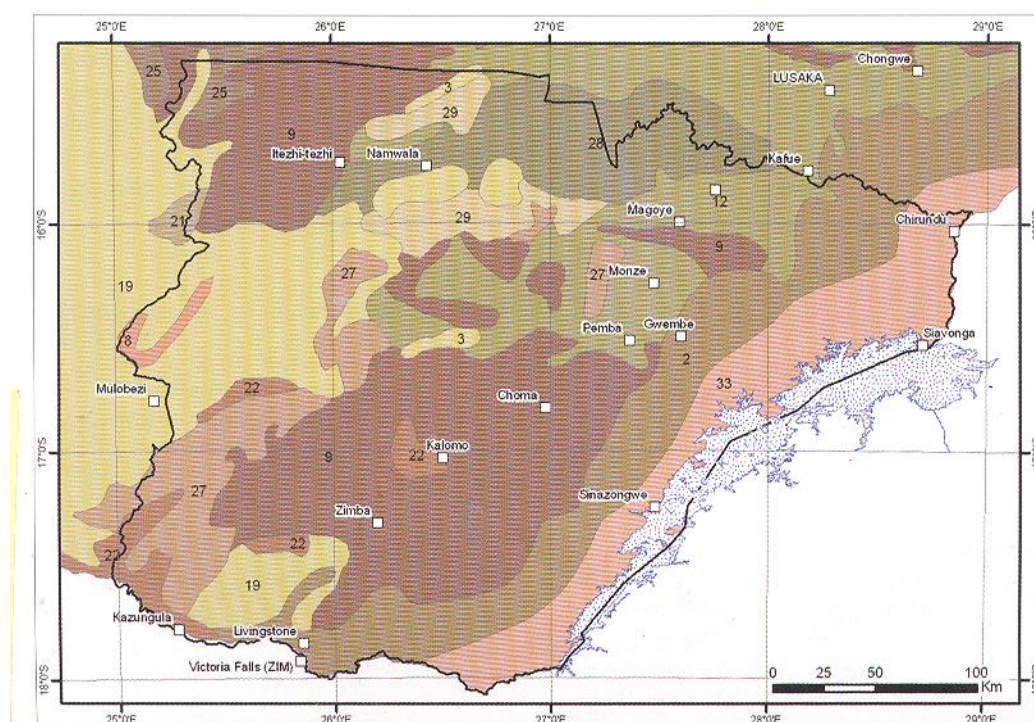 25°0'E 26°0'E 27°0'E 28°0'E 29°0'E
Chongwe
25
LUSAKA
25
3
29
9
28
Itezhi-tezhi
Namwala
Kafue
12
21
Magoye
16°0'S
29
Chirundu
9
27
27
Monze
19
8
Pemba
Gwembe
3
Siavonga
2
Mulobezi
22
33
Choma
17°0'S
9
22
Kalomo
27
Sinazongwe
Zimba
22
22
19
Kazungula
Livingstone
Victoria Falls (ZIM)
18°0'S
0 25 50 100
Km
25°0'E 26°0'E 27°0'E 28°0'E 29°0'E